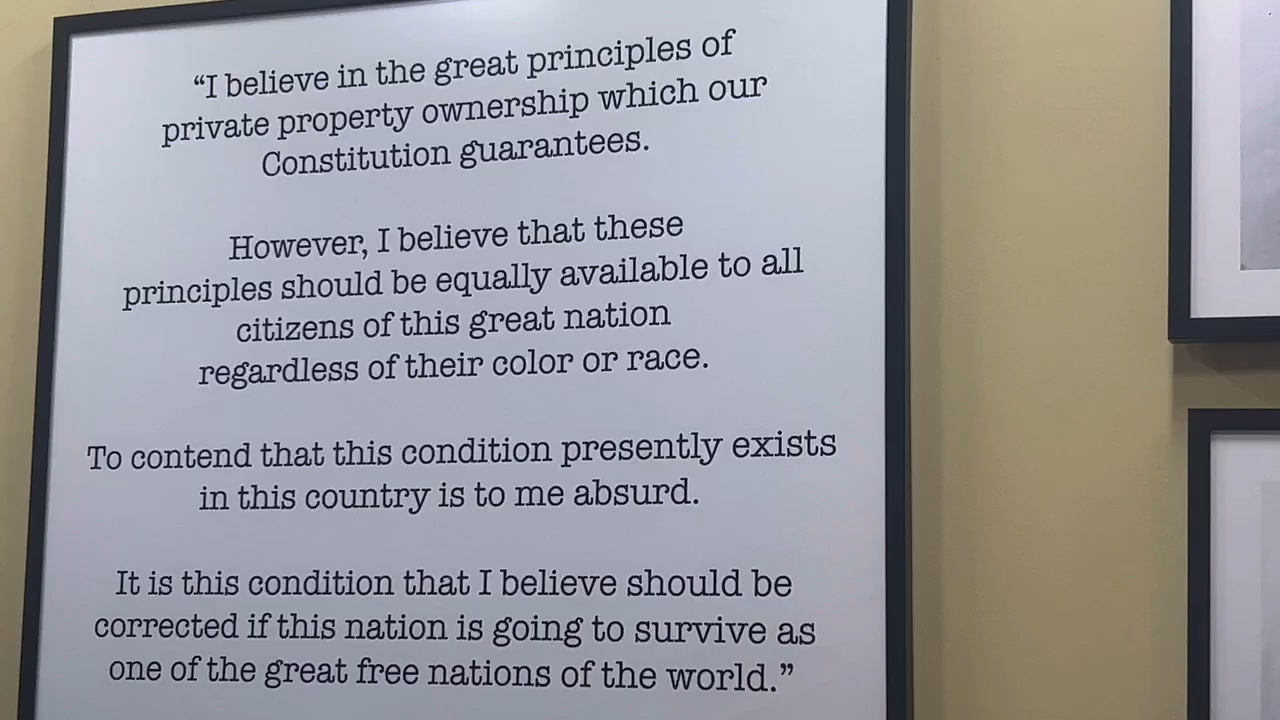 “I believe in the great principles of
private property ownership which our
Constitution guarantees.
However, I believe that these
principles should be equally available to all
citizens of this great nation
regardless of their color or race.
To contend that this condition presently exists
in this country is to me absurd.
It is this condition that I believe should be
corrected if this nation is going to survive as
one of the great free nations of the world.”